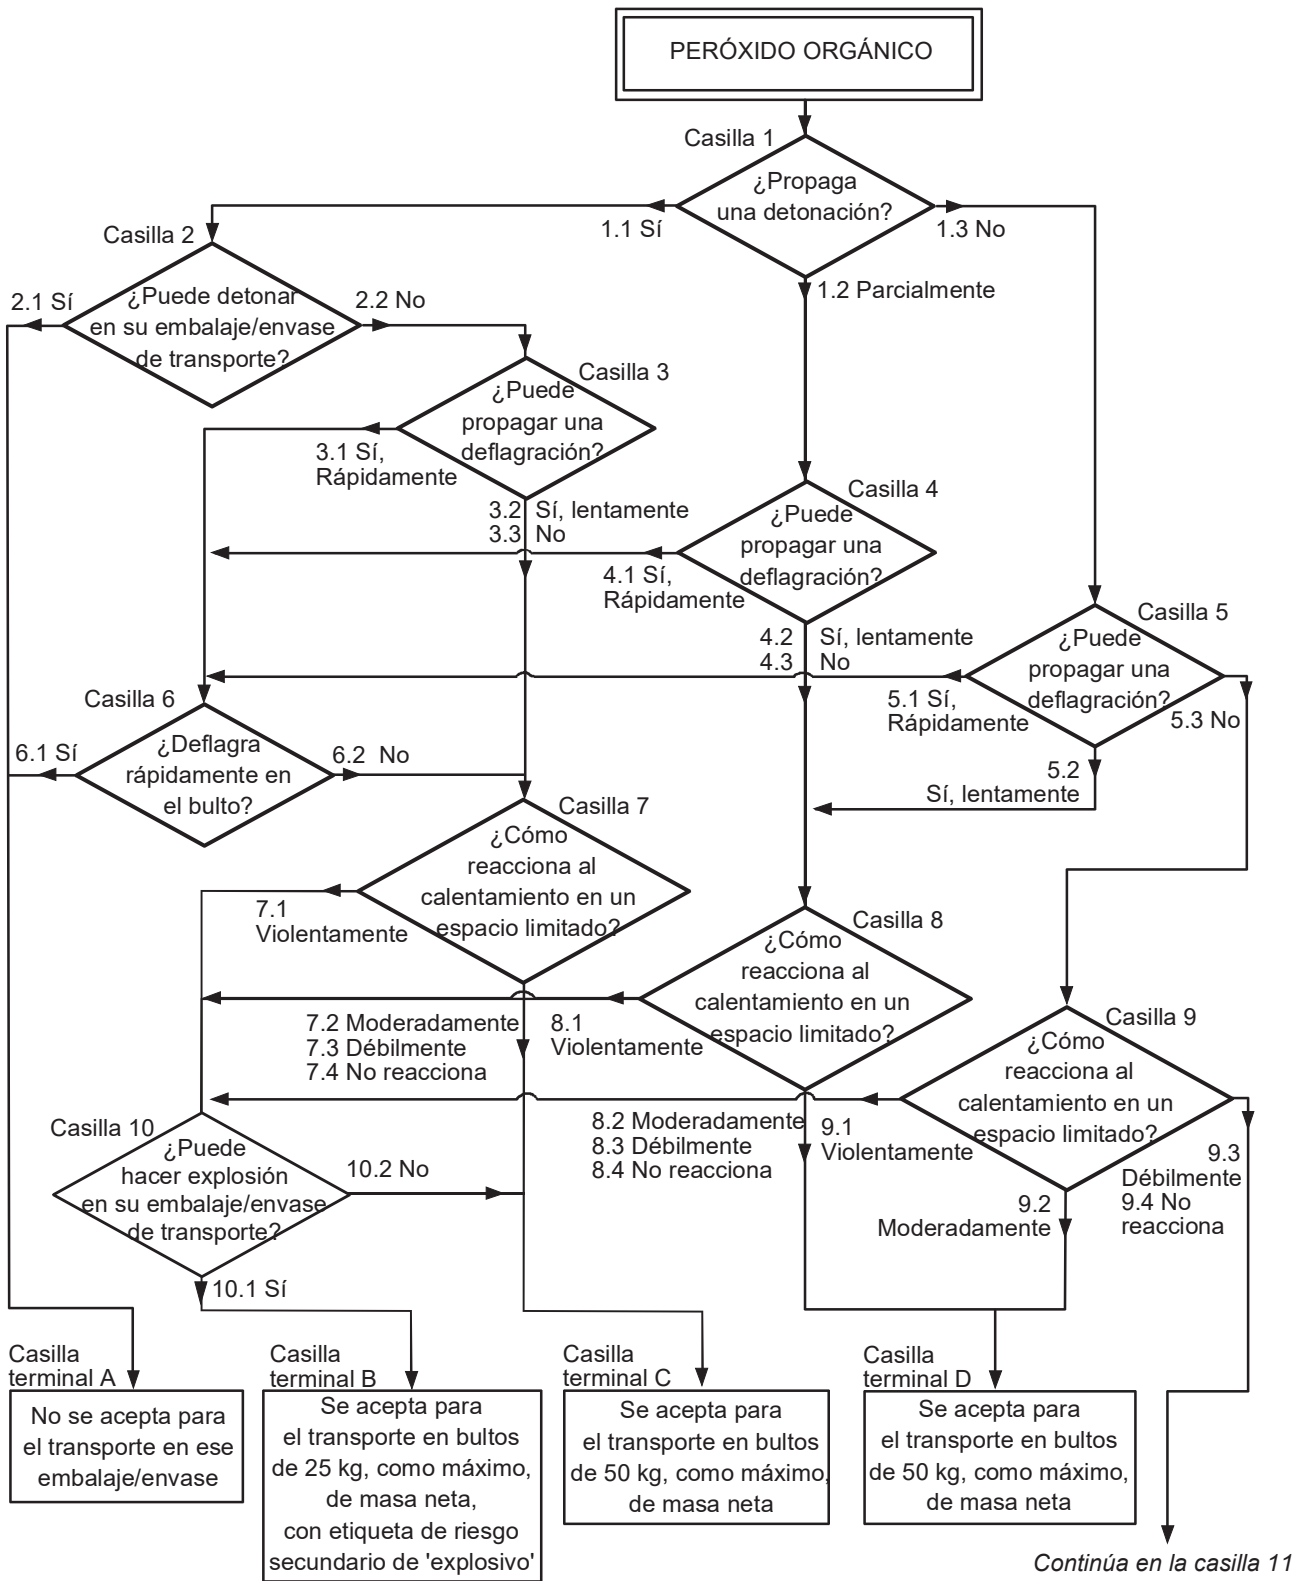 PERÓXIDO ORGÁNICO
Casilla 1
¿Propaga
una detonación?
1.1 Sí
1.3 No
1.2 Parcialmente
Casilla 2
¿Puede detonar
en su embalaje/envase
de transporte?
2.1 Sí
2.2 No
Casilla 3
¿Puede
propagar una
deflagración?
3.1 Sí,
Rápidamente
3.2 Sí, lentamente
3.3 No
Casilla 4
¿Puede
propagar una
deflagración?
4.1 Sí,
Rápidamente
4.2 Sí, lentamente
4.3 No
Casilla 5
¿Puede
propagar una
deflagración?
5.1 Sí,
Rápidamente
5.3 No
5.2
Sí, lentamente
Casilla 6
¿Deflagra
rápidamente en
el bulto?
6.1 Sí
6.2 No
Casilla 7
¿Cómo
reacciona al
calentamiento en un
espacio limitado?
7.1
Violentamente
7.2 Moderadamente
7.3 Débilmente
7.4 No reacciona
Casilla 8
¿Cómo
reacciona al
calentamiento en un
espacio limitado?
8.1
Violentamente
8.2 Moderadamente
8.3 Débilmente
8.4 No reacciona
Casilla 9
¿Cómo
reacciona al
calentamiento en un
espacio limitado?
9.1
Violentamente
9.2
Moderadamente
9.3
Débilmente
9.4 No
reacciona
Casilla 10
¿Puede
hacer explosión
en su embalaje/envase
de transporte?
10.2 No
10.1 Sí
Casilla
terminal A
No se acepta para
el transporte en ese
embalaje/envase
Casilla
terminal B
Se acepta para
el transporte en bultos
de 25 kg, como máximo,
de masa neta,
con etiqueta de riesgo
secundario de 'explosivo'
Casilla
terminal C
Se acepta para
el transporte en bultos
de 50 kg, como máximo,
de masa neta
Casilla
terminal D
Se acepta para
el transporte en bultos
de 50 kg, como máximo,
de masa neta
Continúa en la casilla 11